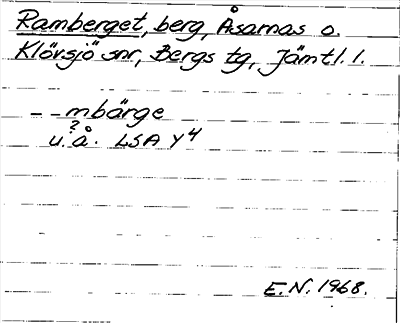 Ramberget, berg, Åsarnas o.
Klövsjö snr, Bergs tg, Jämtl. l.
- - mbärge
u.? å. LSA Y4
E.N. 1968.